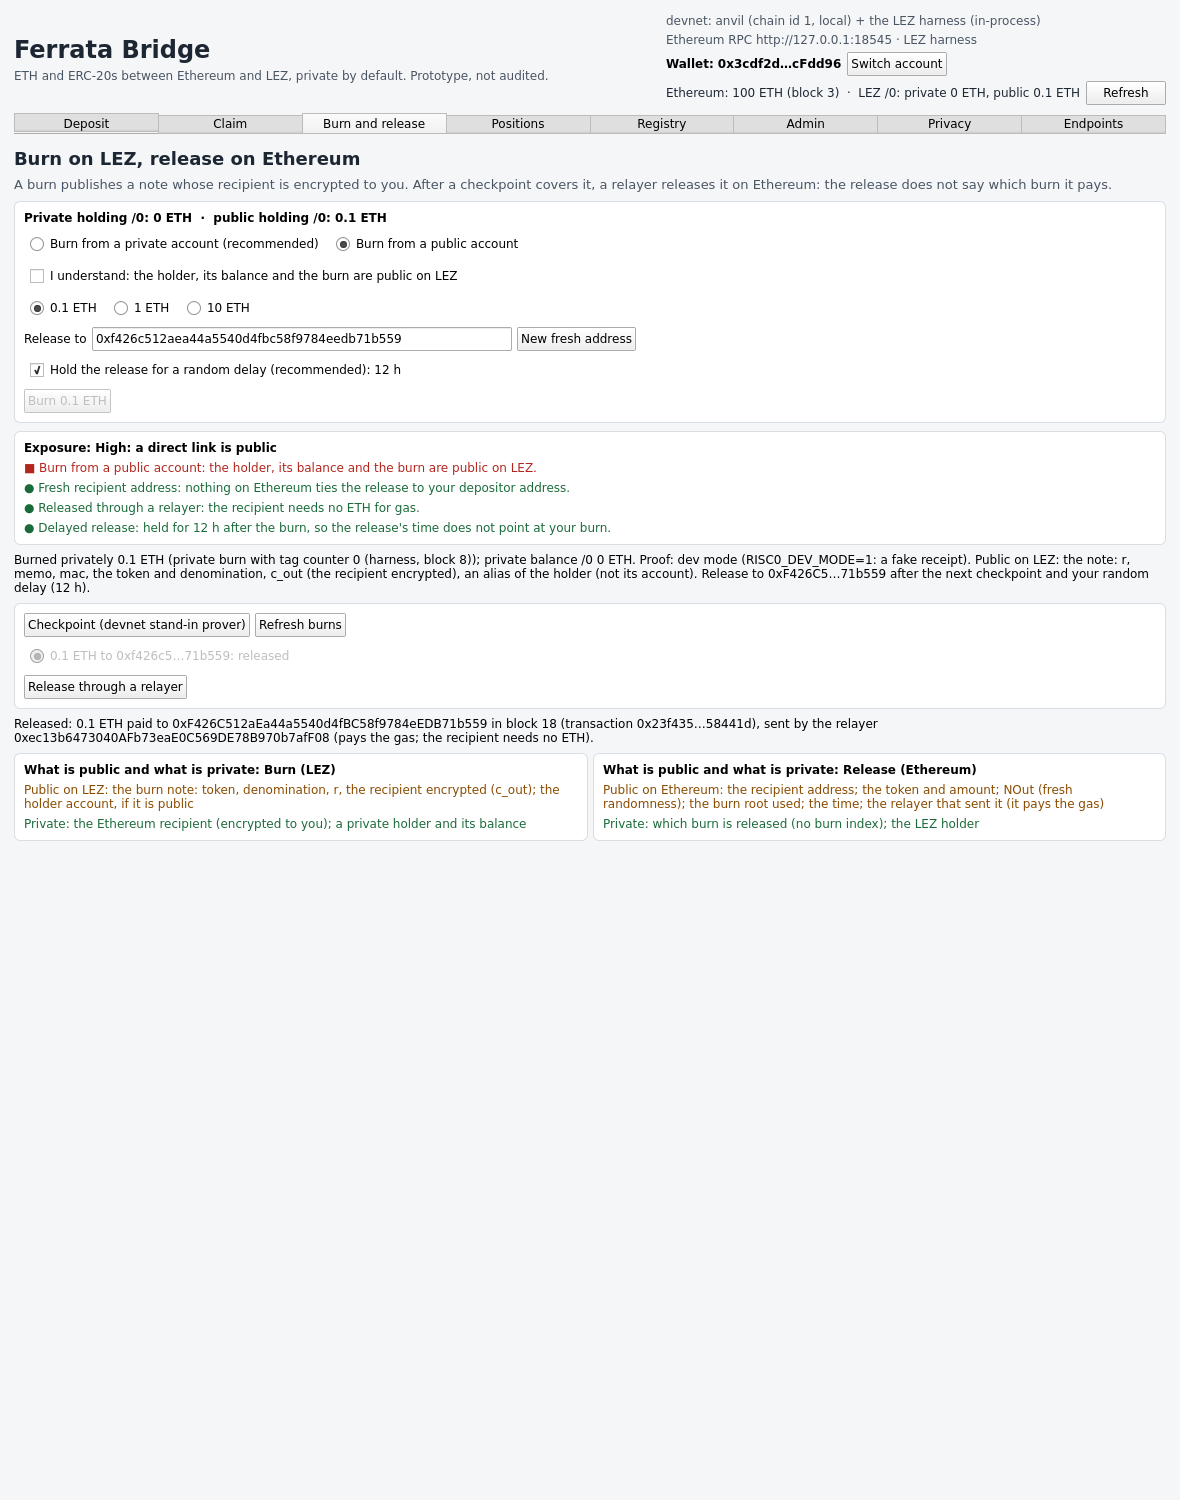 Ferrata Bridge
ETH and ERC-20s between Ethereum and LEZ, private by default. Prototype, not audited.
devnet: anvil (chain id 1, local) + the LEZ harness (in-process)
Ethereum RPC http://127.0.0.1:18545 · LEZ harness
Wallet: 0x3cdf2d…cFdd96 Switch account
Ethereum: 100 ETH (block 3) · LEZ /0: private 0 ETH, public 0.1 ETH Refresh
Deposit Claim Burn and release Positions Registry Admin Privacy Endpoints
Burn on LEZ, release on Ethereum
A burn publishes a note whose recipient is encrypted to you. After a checkpoint covers it, a relayer releases it on Ethereum: the release does not say which burn it pays.
Private holding /0: 0 ETH · public holding /0: 0.1 ETH
Burn from a private account (recommended) Burn from a public account
I understand: the holder, its balance and the burn are public on LEZ
0.1 ETH 1 ETH 10 ETH
Release to 0xf426c512aea44a5540d4fbc58f9784eedb71b559 New fresh address
Hold the release for a random delay (recommended): 12 h
Burn 0.1 ETH
Exposure: High: a direct link is public
■ Burn from a public account: the holder, its balance and the burn are public on LEZ.
● Fresh recipient address: nothing on Ethereum ties the release to your depositor address.
● Released through a relayer: the recipient needs no ETH for gas.
● Delayed release: held for 12 h after the burn, so the release's time does not point at your burn.
Burned privately 0.1 ETH (private burn with tag counter 0 (harness, block 8)); private balance /0 0 ETH. Proof: dev mode (RISC0_DEV_MODE=1: a fake receipt). Public on LEZ: the note: r,
memo, mac, the token and denomination, c_out (the recipient encrypted), an alias of the holder (not its account). Release to 0xF426C5…71b559 after the next checkpoint and your random
delay (12 h).
Checkpoint (devnet stand-in prover) Refresh burns
0.1 ETH to 0xf426c5…71b559: released
Release through a relayer
Released: 0.1 ETH paid to 0xF426C512aEa44a5540d4fBC58f9784eEDB71b559 in block 18 (transaction 0x23f435…58441d), sent by the relayer
0xec13b6473040AFb73eaE0C569DE78B970b7afF08 (pays the gas; the recipient needs no ETH).
What is public and what is private: Burn (LEZ)
Public on LEZ: the burn note: token, denomination, r, the recipient encrypted (c_out); the
holder account, if it is public
Private: the Ethereum recipient (encrypted to you); a private holder and its balance
What is public and what is private: Release (Ethereum)
Public on Ethereum: the recipient address; the token and amount; NOut (fresh
randomness); the burn root used; the time; the relayer that sent it (it pays the gas)
Private: which burn is released (no burn index); the LEZ holder